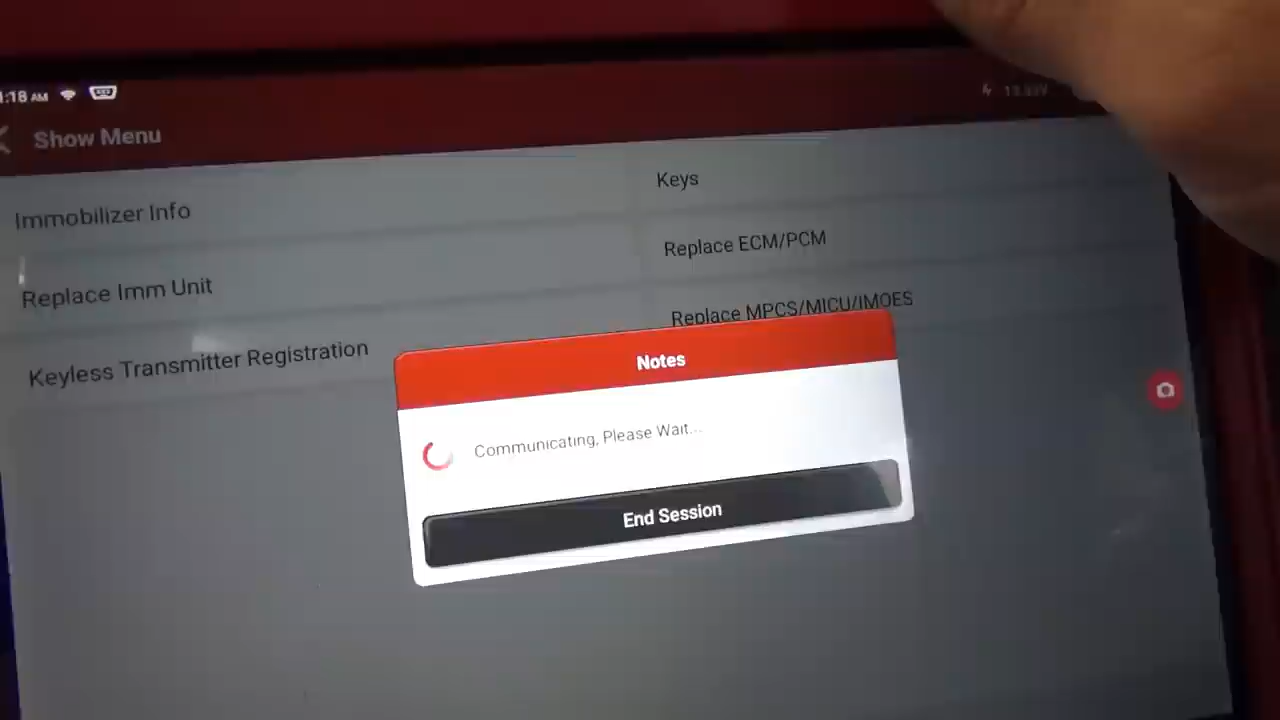 1:18 AM
Show Menu
Immobilizer Info
Keys
Replace Imm Unit
Replace ECM/PCM
Keyless Transmitter Registration
Replace MPCS/MICU/IMOES
Notes
Communicating, Please Wait...
End Session